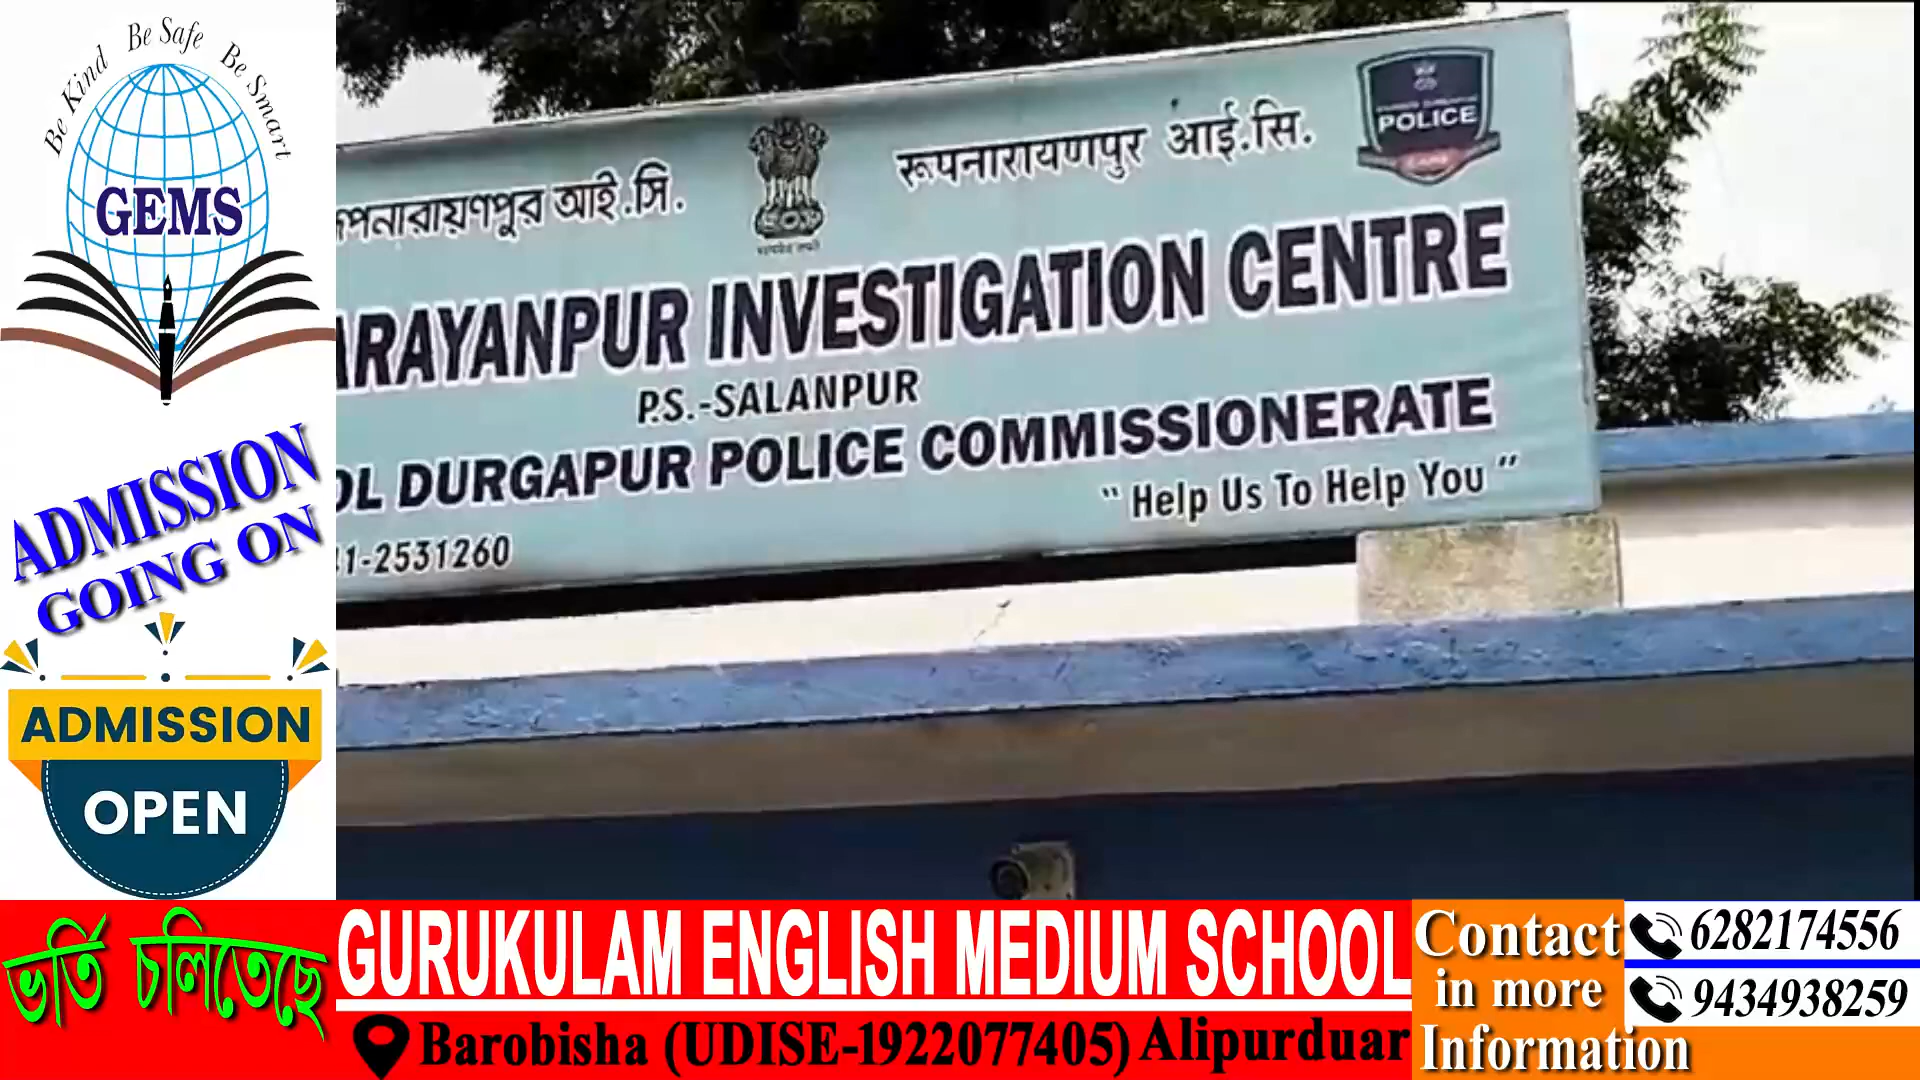 Be Kind Be Safe Be Smart
GEMS
ADMISSION
GOING ON
ADMISSION
OPEN
রূপনারায়ণপুর আই.সি.
रूपनारायणपुर आई.सि.
POLICE
ARAYANPUR INVESTIGATION CENTRE
P.S.-SALANPUR
OL DURGAPUR POLICE COMMISSIONERATE
" Help Us To Help You "
41-2531260
ভর্তি চলিতেছে
GURUKULAM ENGLISH MEDIUM SCHOOL
Barobisha (UDISE-1922077405) Alipurduar
Contact
in more
Information
6282174556
9434938259